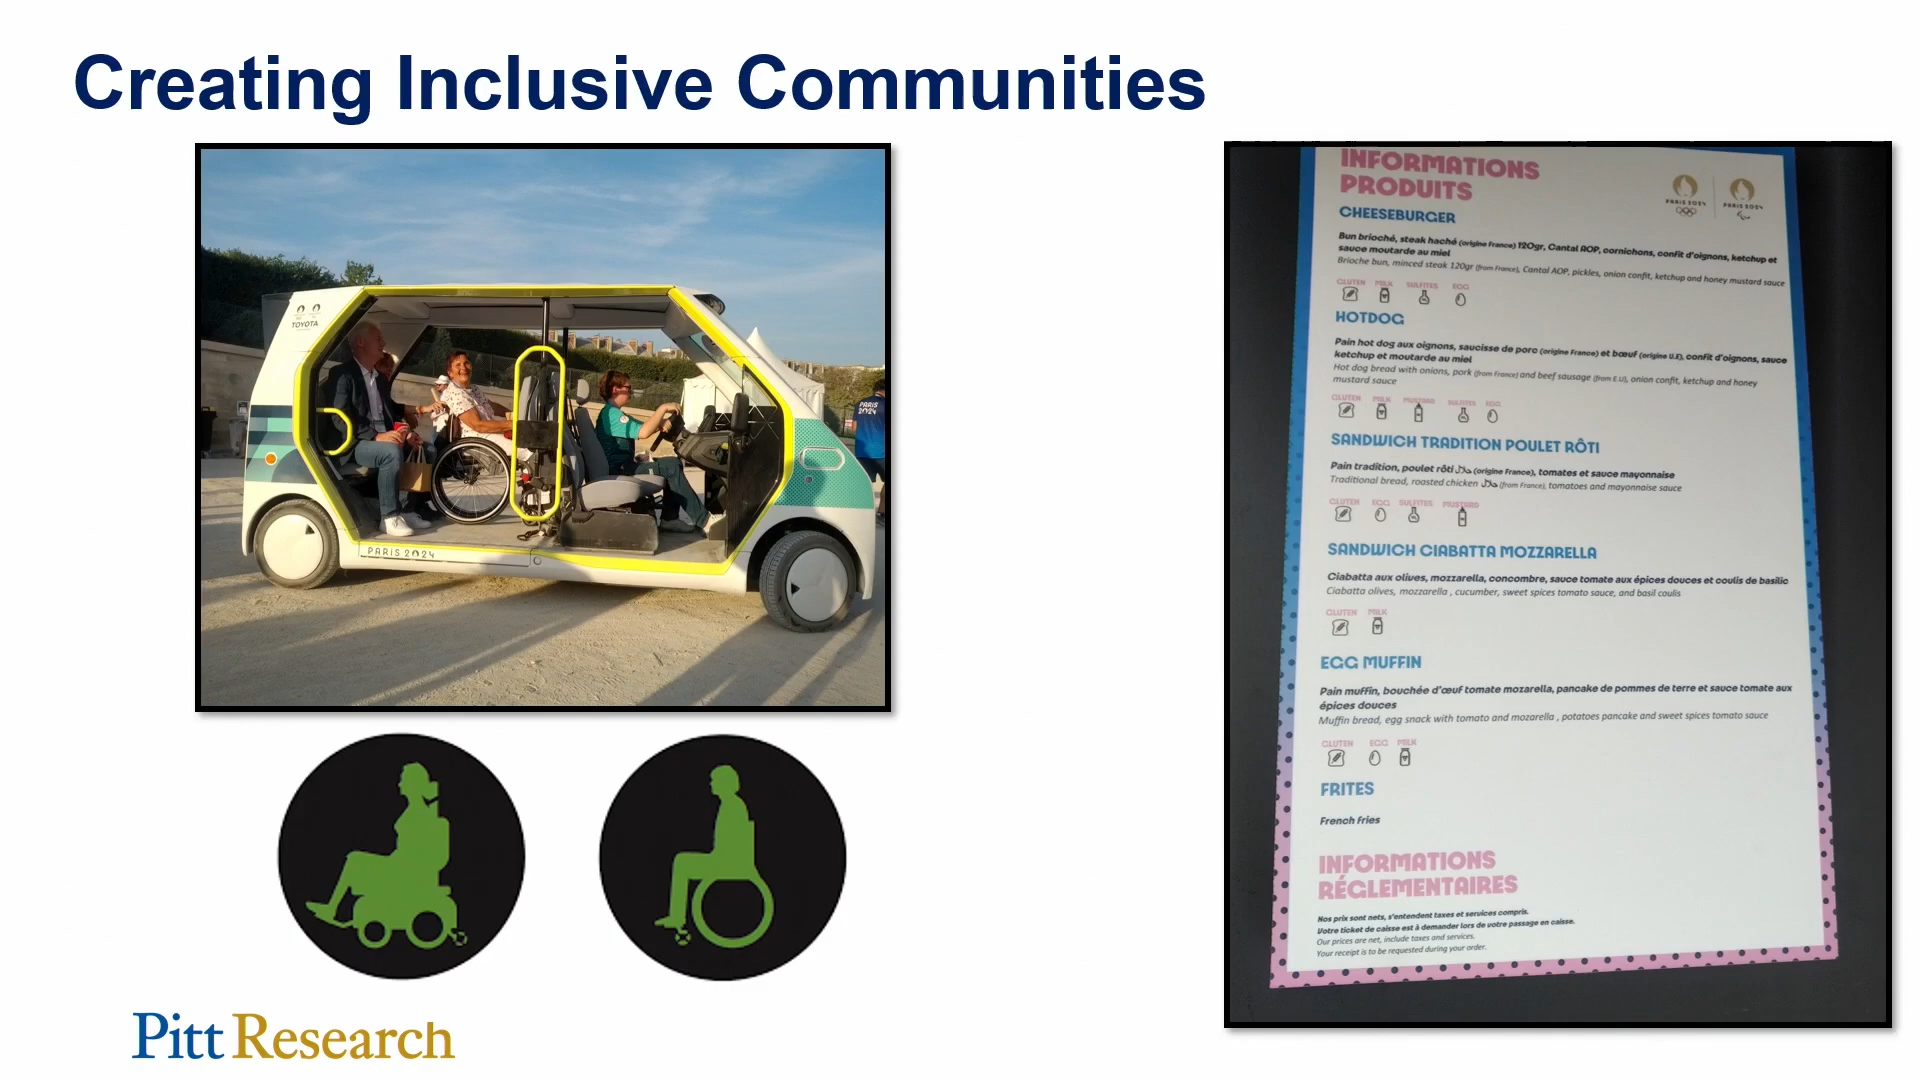 Creating Inclusive Communities
TOYOTA
PARIS 2024
PARIS
2024
INFORMATIONS
PRODUITS
PARIS 2024
PARIS 2024
CHEESEBURGER
Bun brioché, steak haché (origine France) 120gr, Cantal AOP, cornichons, confit d'oignons, ketchup et
sauce moutarde au miel
Brioche bun, minced steak 120gr (from France), Cantal AOP, pickles, onion confit, ketchup and honey mustard sauce
GLUTEN MILK SULFITES EGG
HOTDOG
Pain hot dog aux oignons, saucisse de porc (origine France) et bœuf (origine U.E), confit d'oignons, sauce
ketchup et moutarde au miel
Hot dog bread with onions, pork (from France) and beef sausage (from E.U), onion confit, ketchup and honey
mustard sauce
GLUTEN MILK MUSTARD SULFITES EGG
SANDWICH TRADITION POULET RÔTI
Pain tradition, poulet rôti حلال (origine France), tomates et sauce mayonnaise
Traditional bread, roasted chicken حلال (from France), tomatoes and mayonnaise sauce
GLUTEN EGG SULFITES MUSTARD
SANDWICH CIABATTA MOZZARELLA
Ciabatta aux olives, mozzarella, concombre, sauce tomate aux épices douces et coulis de basilic
Ciabatta olives, mozzarella , cucumber, sweet spices tomato sauce, and basil coulis
GLUTEN MILK
EGG MUFFIN
Pain muffin, bouchée d'œuf tomate mozarella, pancake de pommes de terre et sauce tomate aux
épices douces
Muffin bread, egg snack with tomato and mozarella , potatoes pancake and sweet spices tomato sauce
GLUTEN EGG MILK
FRITES
French Fries
INFORMATIONS
RÉGLEMENTAIRES
Nos prix sont nets, s'entendent taxes et services compris.
Votre ticket de caisse est à demander lors de votre passage en caisse.
Our prices are net, include taxes and services.
Your receipt is to be requested during your order.
Pitt Research